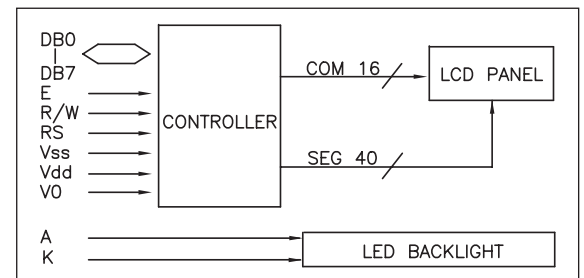 DB0
DB7
E
R/W
RS
Vss
Vdd
V0
CONTROLLER
COM 16
SEG 40
LCD PANEL
A
K
LED BACKLIGHT